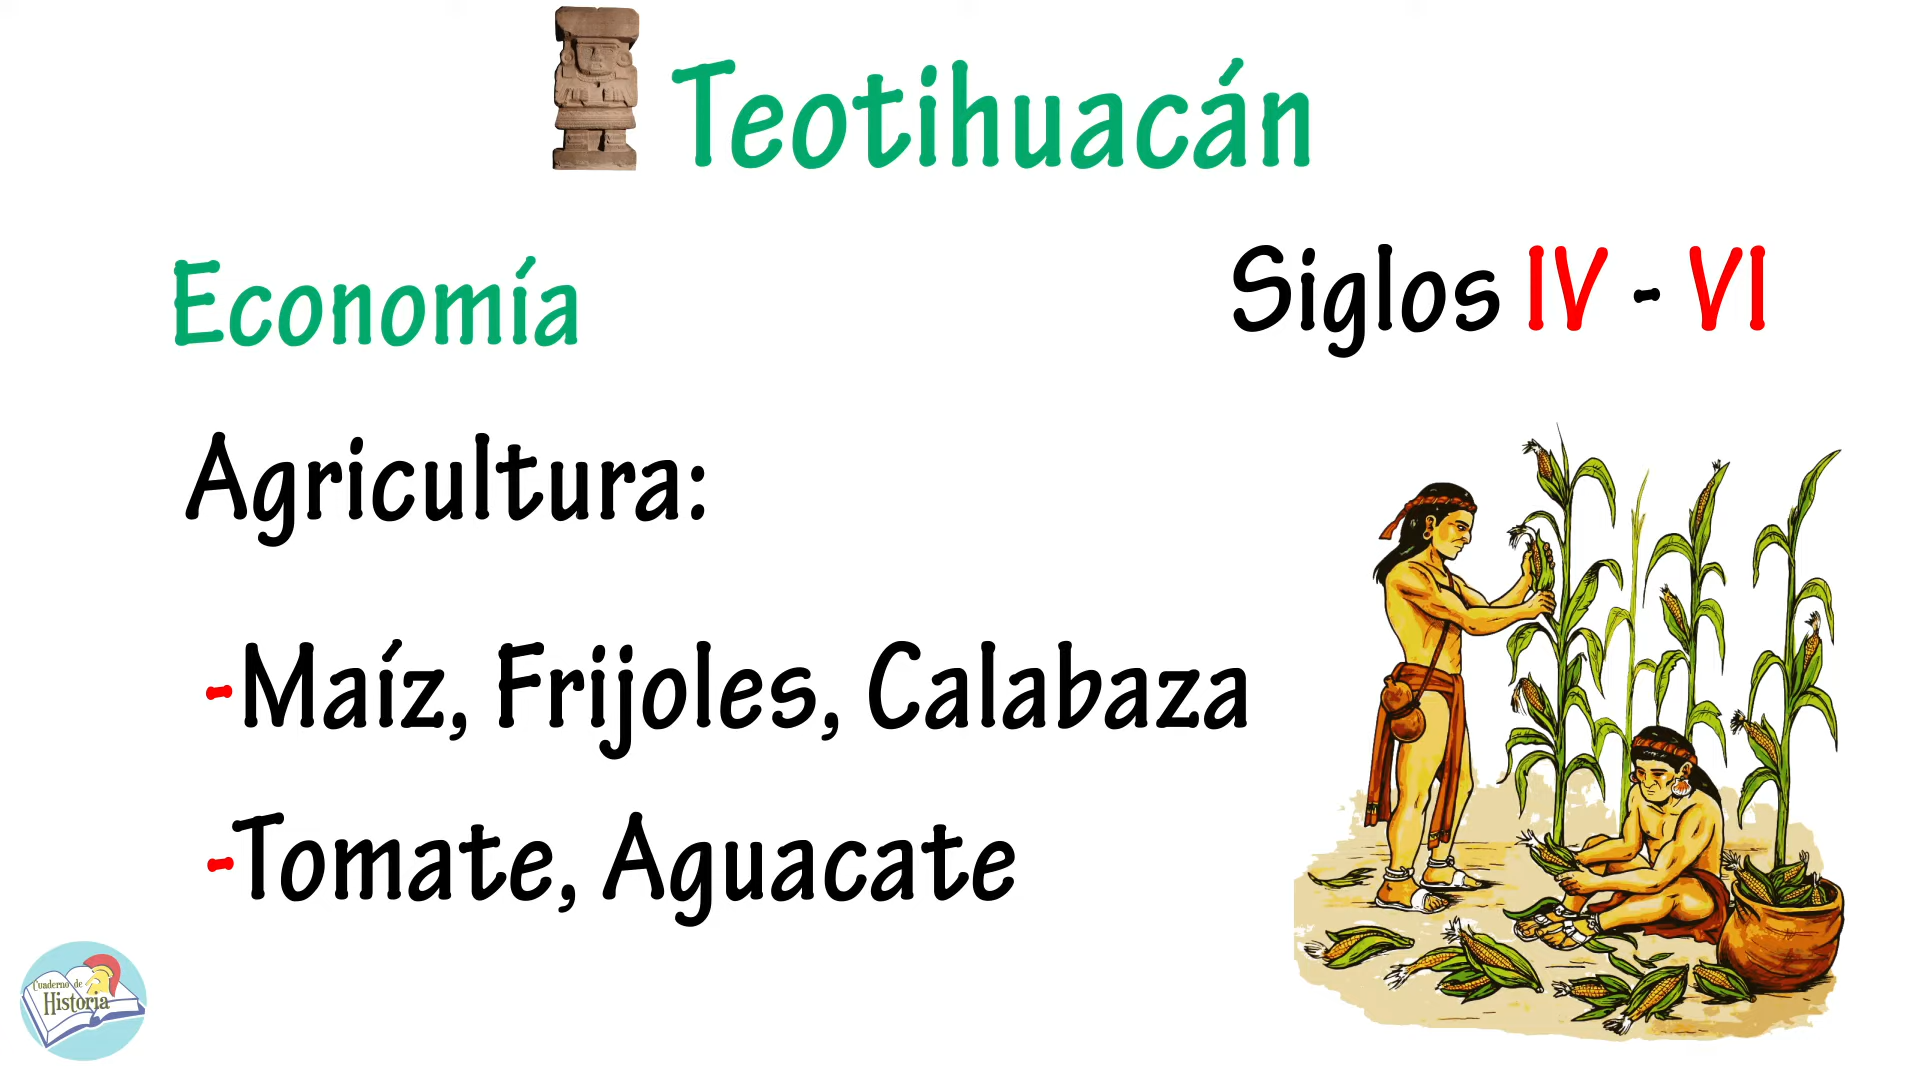 Teotihuacán
Economía
Siglos IV - VI
Agricultura:
-Maíz, Frijoles, Calabaza
-Tomate, Aguacate
Cuaderno de
Historia